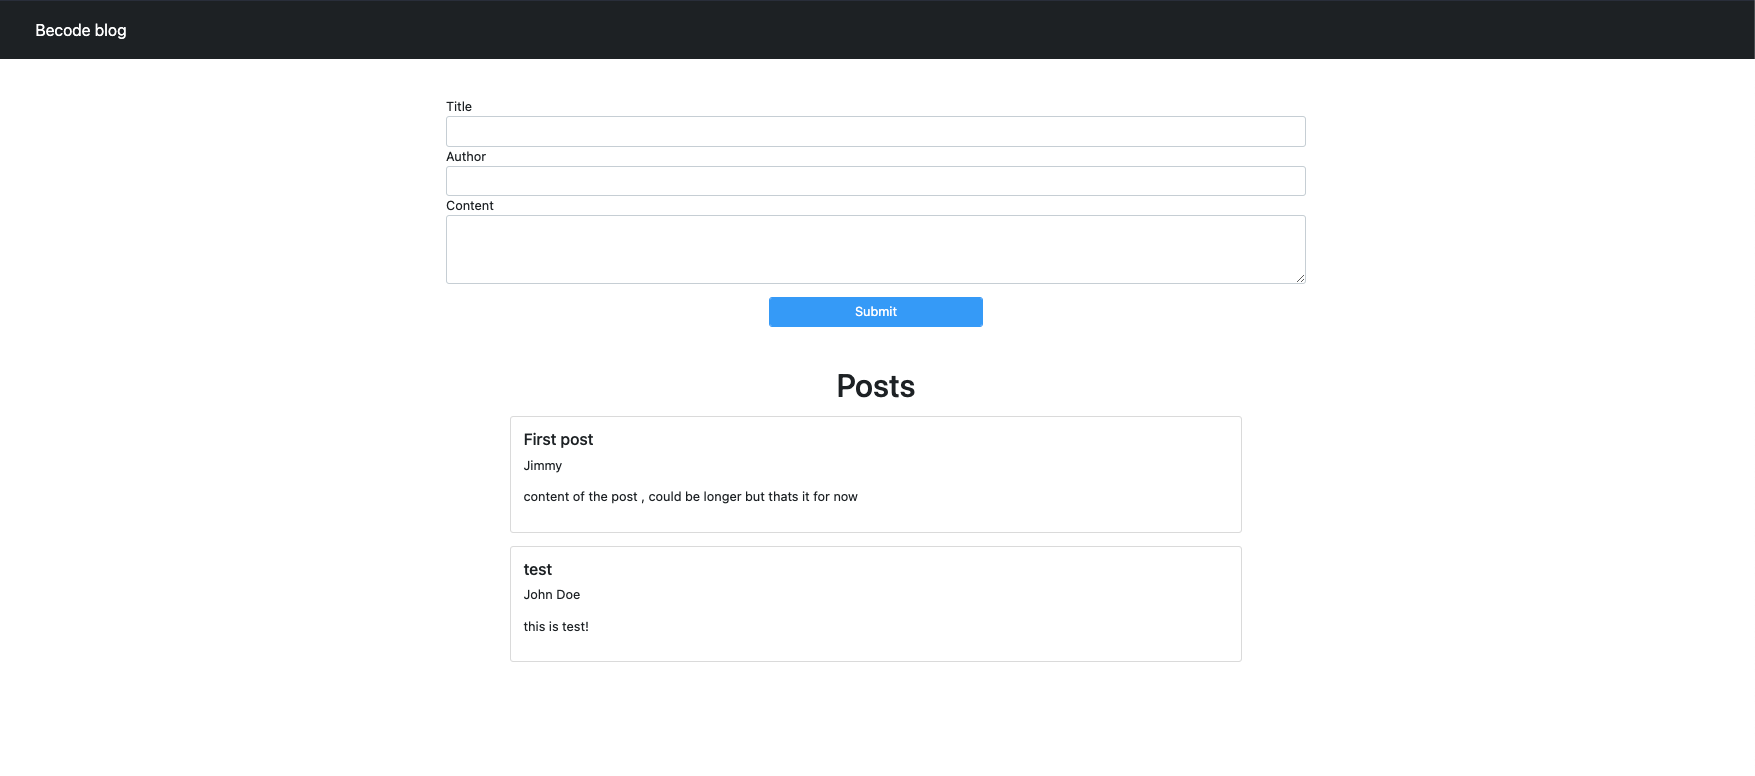 Becode blog
Title
Author
Content
Submit
Posts
First post
Jimmy
content of the post , could be longer but thats it for now
test
John Doe
this is test!